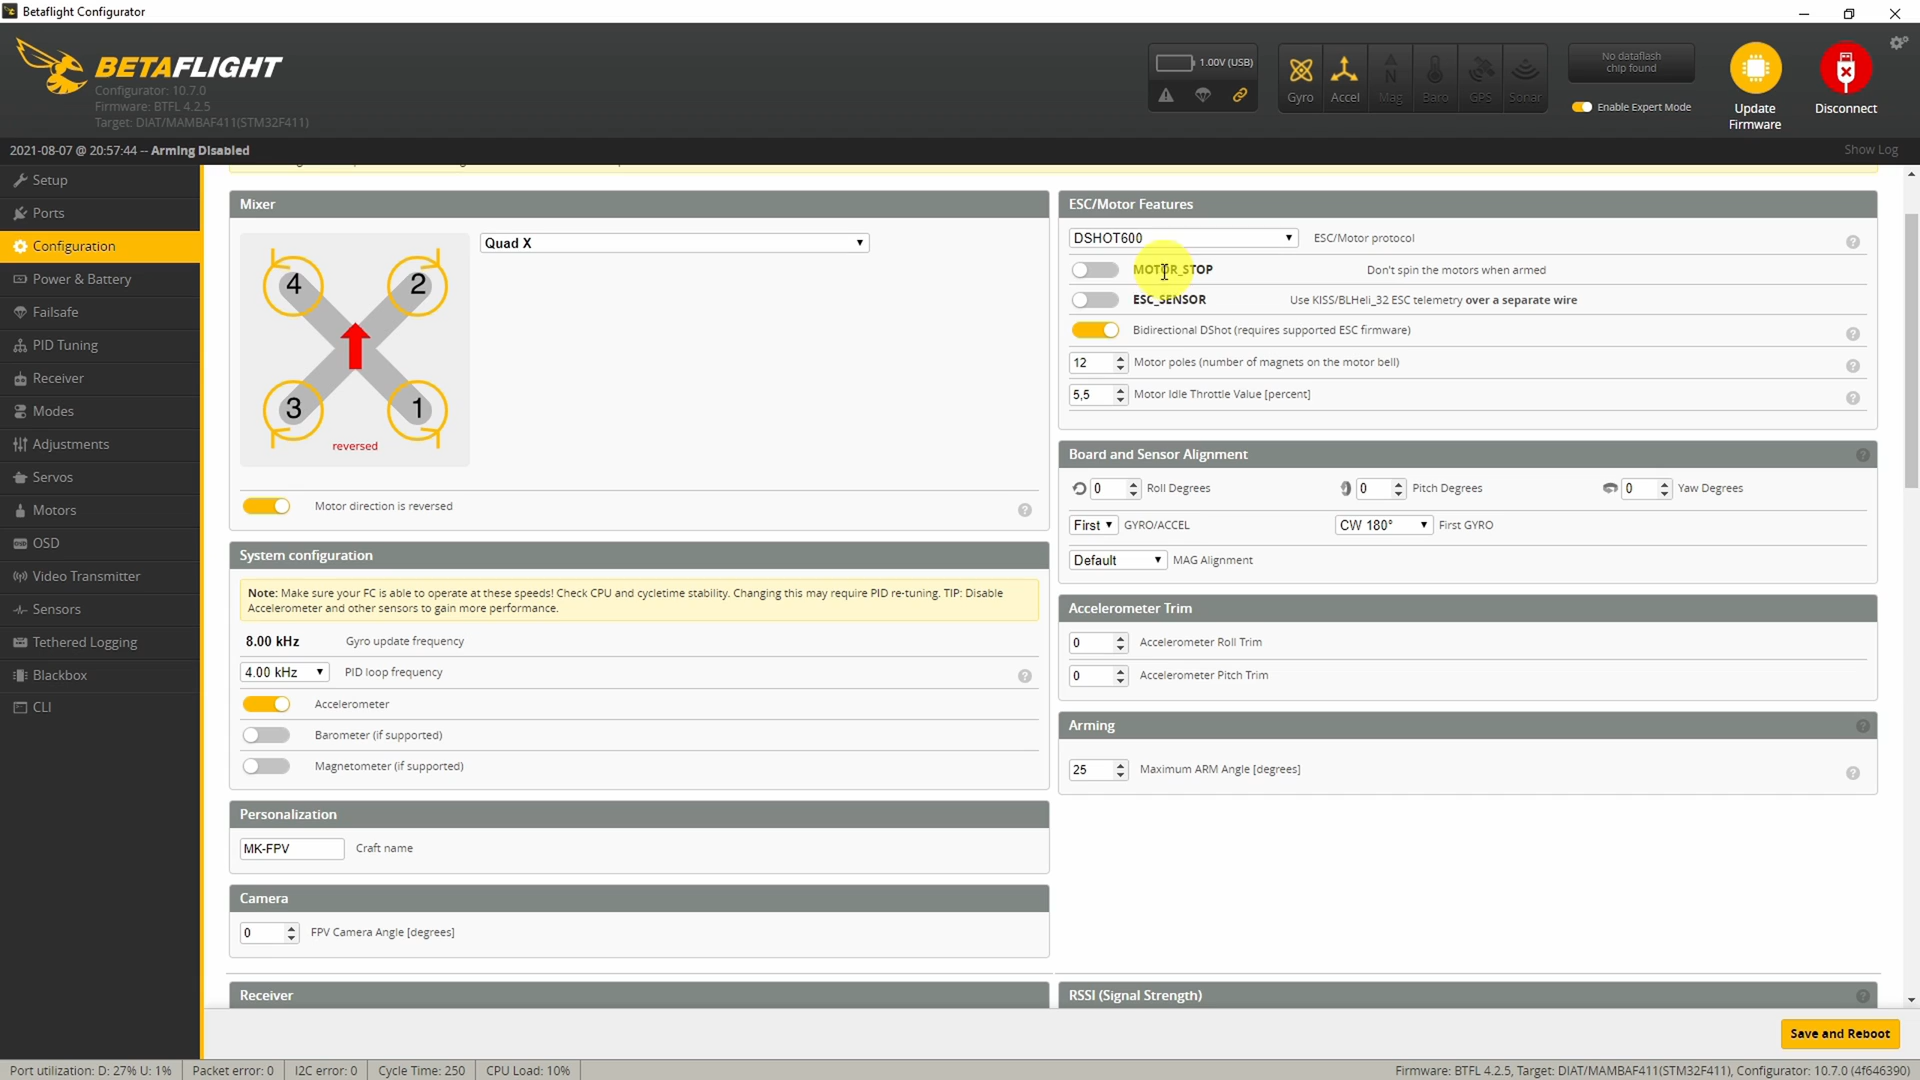 Betaflight Configurator
BETAFLIGHT
Configurator: 10.7.0
Firmware: BTFL 4.2.5
Target: DIAT/MAMBAF411(STM32F411)
1.00V (USB)
Gyro
Accel
Mag
Baro
GPS
Sonar
No dataflash
chip found
Enable Expert Mode
Update
Firmware
Disconnect
2021-08-07 @ 20:57:44 -- Arming Disabled
Show Log
Setup
Ports
Configuration
Power & Battery
Failsafe
PID Tuning
Receiver
Modes
Adjustments
Servos
Motors
OSD
Video Transmitter
Sensors
Tethered Logging
Blackbox
CLI
Mixer
Quad X
4
2
3
1
reversed
Motor direction is reversed
System configuration
Note: Make sure your FC is able to operate at these speeds! Check CPU and cycletime stability. Changing this may require PID re-tuning. TIP: Disable
Accelerometer and other sensors to gain more performance.
8.00 kHz Gyro update frequency
4.00 kHz PID loop frequency
Accelerometer
Barometer (if supported)
Magnetometer (if supported)
Personalization
MK-FPV Craft name
Camera
0 FPV Camera Angle [degrees]
Receiver
ESC/Motor Features
DSHOT600 ESC/Motor protocol
MOTOR_STOP Don't spin the motors when armed
ESC_SENSOR Use KISS/BLHeli_32 ESC telemetry over a separate wire
Bidirectional DShot (requires supported ESC firmware)
12 Motor poles (number of magnets on the motor bell)
5,5 Motor Idle Throttle Value [percent]
Board and Sensor Alignment
0 Roll Degrees 0 Pitch Degrees 0 Yaw Degrees
First GYRO/ACCEL CW 180° First GYRO
Default MAG Alignment
Accelerometer Trim
0 Accelerometer Roll Trim
0 Accelerometer Pitch Trim
Arming
25 Maximum ARM Angle [degrees]
RSSI (Signal Strength)
Save and Reboot
Port utilization: D: 27% U: 1% Packet error: 0 I2C error: 0 Cycle Time: 250 CPU Load: 10% Firmware: BTFL 4.2.5, Target: DIAT/MAMBAF411(STM32F411), Configurator: 10.7.0 (4f646390)